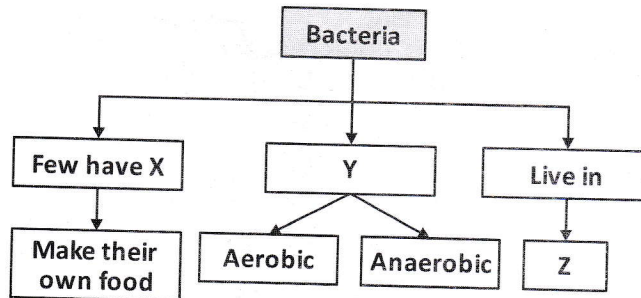 Bacteria
Few have X
Y
Live in
Make their
own food
Aerobic
Anaerobic
Z